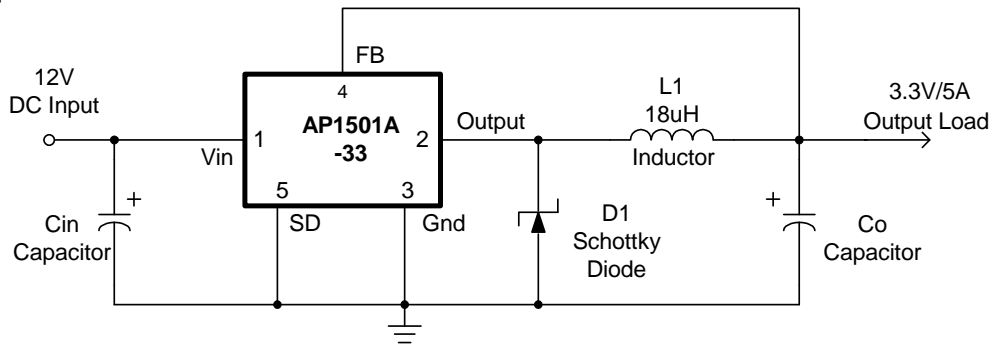 FB
12V
DC Input
4
L1
18uH
3.3V/5A
Output Load
AP1501A
-33
1
2
Output
Vin
Inductor
5
3
SD
Gnd
+
+
Cin
Capacitor
D1
Schottky
Diode
Co
Capacitor